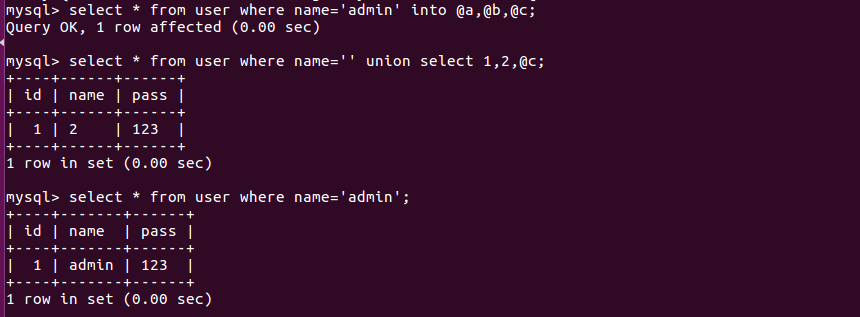 mysql> select * from user where name='admin' into @a,@b,@c;
Query OK, 1 row affected (0.00 sec)
mysql> select * from user where name='' union select 1,2,@c;
+----+------+------+
| id | name | pass |
+----+------+------+
|  1 | 2    | 123  |
+----+------+------+
1 row in set (0.00 sec)
mysql> select * from user where name='admin';
+----+-------+------+
| id | name  | pass |
+----+-------+------+
|  1 | admin | 123  |
+----+-------+------+
1 row in set (0.00 sec)